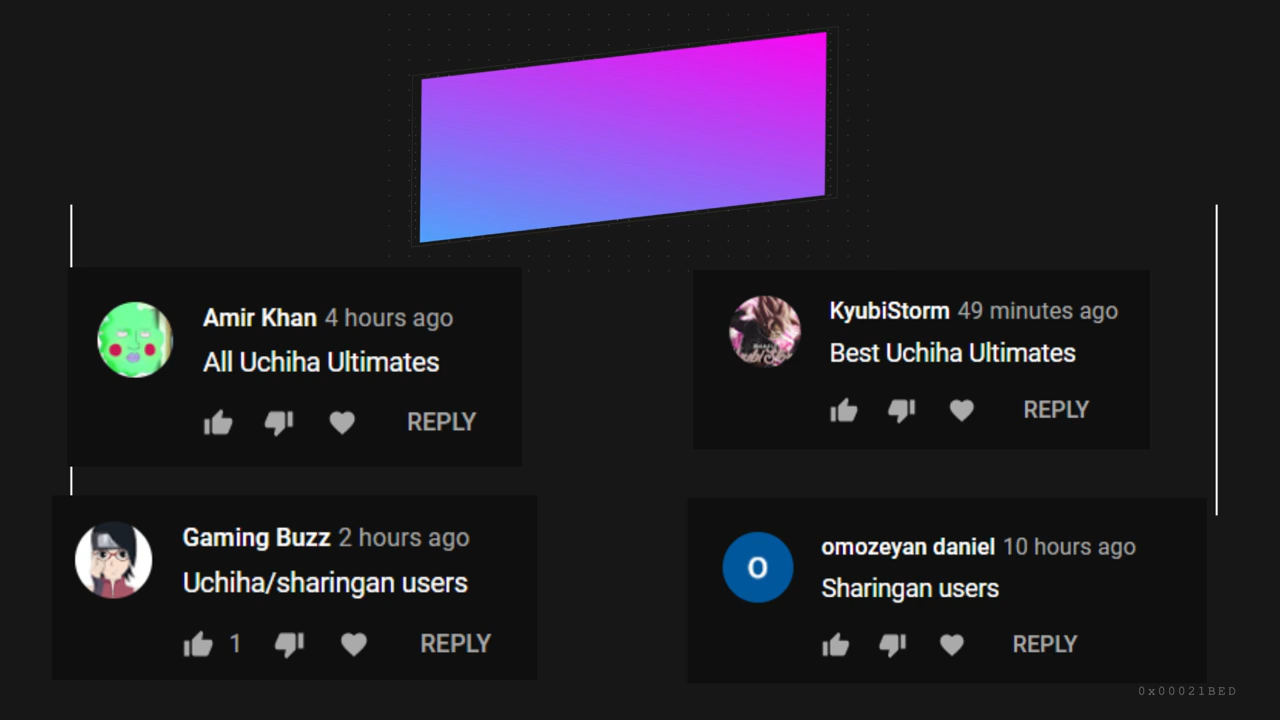 Amir Khan 4 hours ago
All Uchiha Ultimates
REPLY
KyubiStorm 49 minutes ago
Best Uchiha Ultimates
REPLY
Gaming Buzz 2 hours ago
Uchiha/sharingan users
1 REPLY
O
omozeyan daniel 10 hours ago
Sharingan users
REPLY
0x00021BED